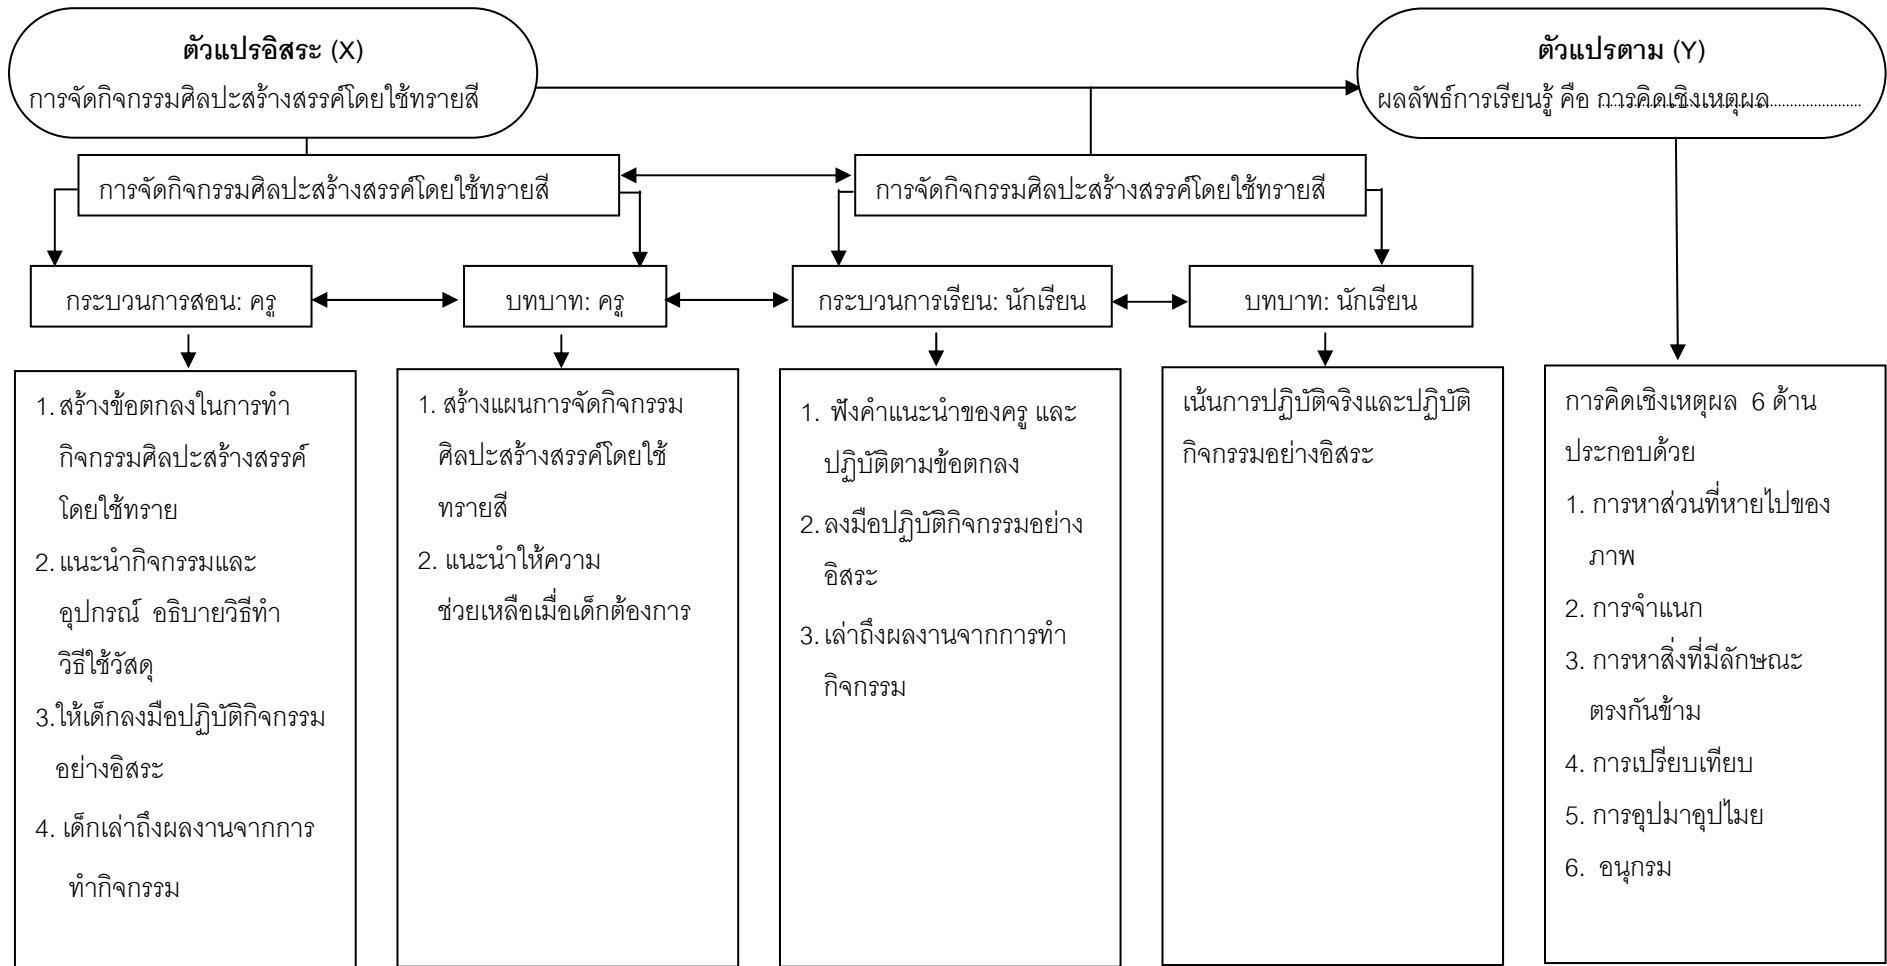 ตัวแปรอิสระ (X)
การจัดกิจกรรมศิลปะสร้างสรรค์โดยใช้ทรายสี
ตัวแปรตาม (Y)
ผลลัพธ์การเรียนรู้ คือ การคิดเชิงเหตุผล
การจัดกิจกรรมศิลปะสร้างสรรค์โดยใช้ทรายสี
การจัดกิจกรรมศิลปะสร้างสรรค์โดยใช้ทรายสี
กระบวนการสอน: ครู
บทบาท: ครู
กระบวนการเรียน: นักเรียน
บทบาท: นักเรียน
1. สร้างข้อตกลงในการทำ
กิจกรรมศิลปะสร้างสรรค์
โดยใช้ทราย
2. แนะนำกิจกรรมและ
อุปกรณ์ อธิบายวิธีทำ
วิธีใช้วัสดุ
3.ให้เด็กลงมือปฏิบัติกิจกรรม
อย่างอิสระ
4. เด็กเล่าถึงผลงานจากการ
ทำกิจกรรม
1. สร้างแผนการจัดกิจกรรม
ศิลปะสร้างสรรค์โดยใช้
ทรายสี
2. แนะนำให้ความ
ช่วยเหลือเมื่อเด็กต้องการ
1. ฟังคำแนะนำของครู และ
ปฏิบัติตามข้อตกลง
2. ลงมือปฏิบัติกิจกรรมอย่าง
อิสระ
3. เล่าถึงผลงานจากการทำ
กิจกรรม
เน้นการปฏิบัติจริงและปฏิบัติ
กิจกรรมอย่างอิสระ
การคิดเชิงเหตุผล 6 ด้าน
ประกอบด้วย
1. การหาส่วนที่หายไปของ
ภาพ
2. การจำแนก
3. การหาสิ่งที่มีลักษณะ
ตรงกันข้าม
4. การเปรียบเทียบ
5. การอุปมาอุปไมย
6. อนุกรม